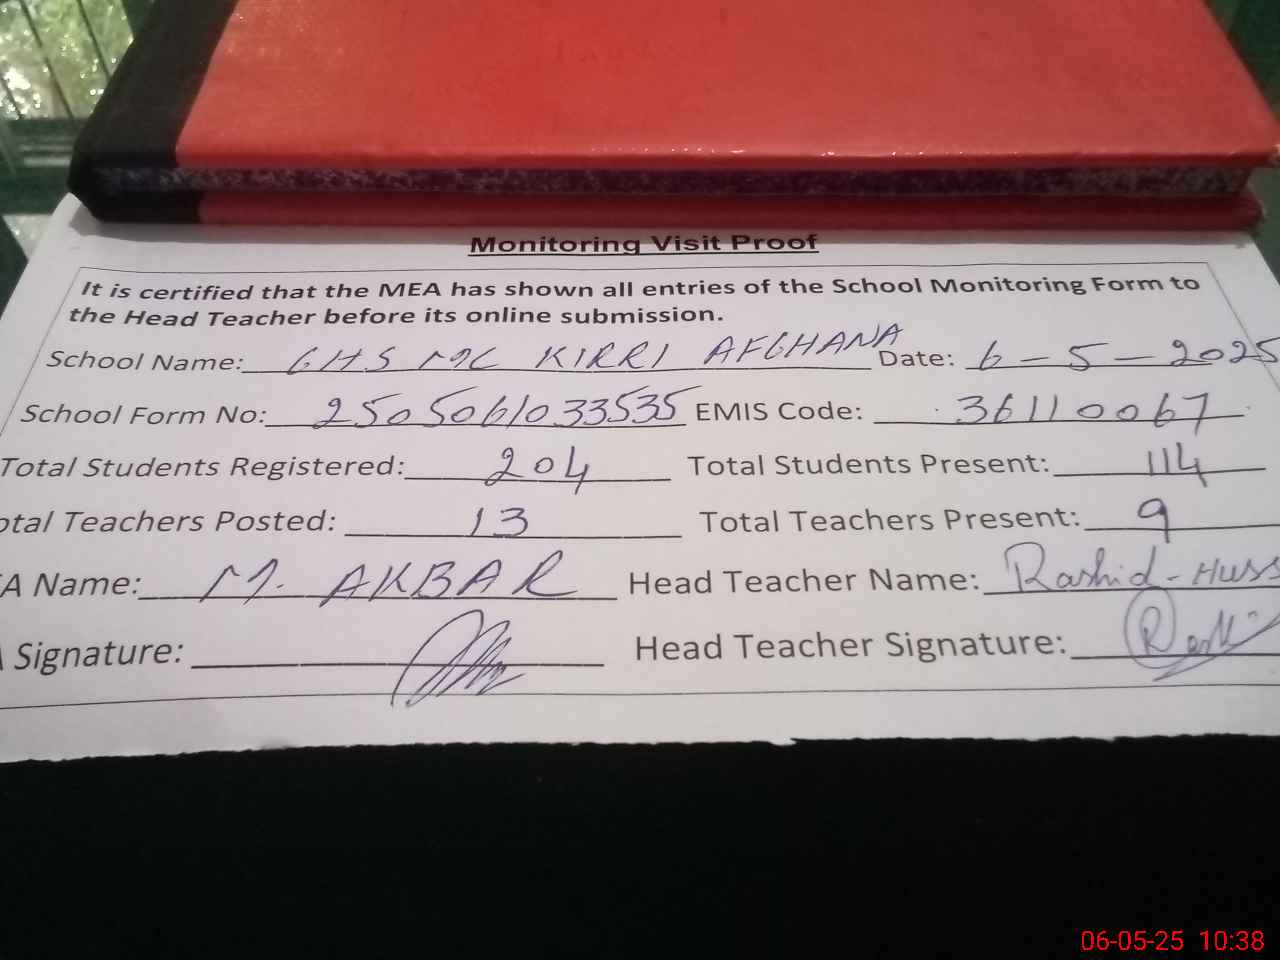 Monitoring Visit Proof
It is certified that the MEA has shown all entries of the School Monitoring Form to
the Head Teacher before its online submission.
School Name: GHS MC KIRRI AFGHANA Date: 6-5-2025
School Form No: 2505061033535 EMIS Code: 36110067
Total Students Registered: 204 Total Students Present: 114
otal Teachers Posted: 13 Total Teachers Present: 9
A Name: M. AKBAR Head Teacher Name: Rashid-Huss
Signature: Head Teacher Signature:
06-05-25 10:38